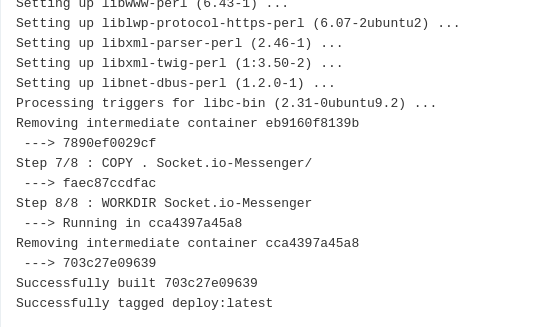 Setting up libwww-perl (6.43-1) ...
Setting up liblwp-protocol-https-perl (6.07-2ubuntu2) ...
Setting up libxml-parser-perl (2.46-1) ...
Setting up libxml-twig-perl (1:3.50-2) ...
Setting up libnet-dbus-perl (1.2.0-1) ...
Processing triggers for libc-bin (2.31-0ubuntu9.2) ...
Removing intermediate container eb9160f8139b
 ---> 7890ef0029cf
Step 7/8 : COPY . Socket.io-Messenger/
 ---> faec87ccdfac
Step 8/8 : WORKDIR Socket.io-Messenger
 ---> Running in cca4397a45a8
Removing intermediate container cca4397a45a8
 ---> 703c27e09639
Successfully built 703c27e09639
Successfully tagged deploy:latest